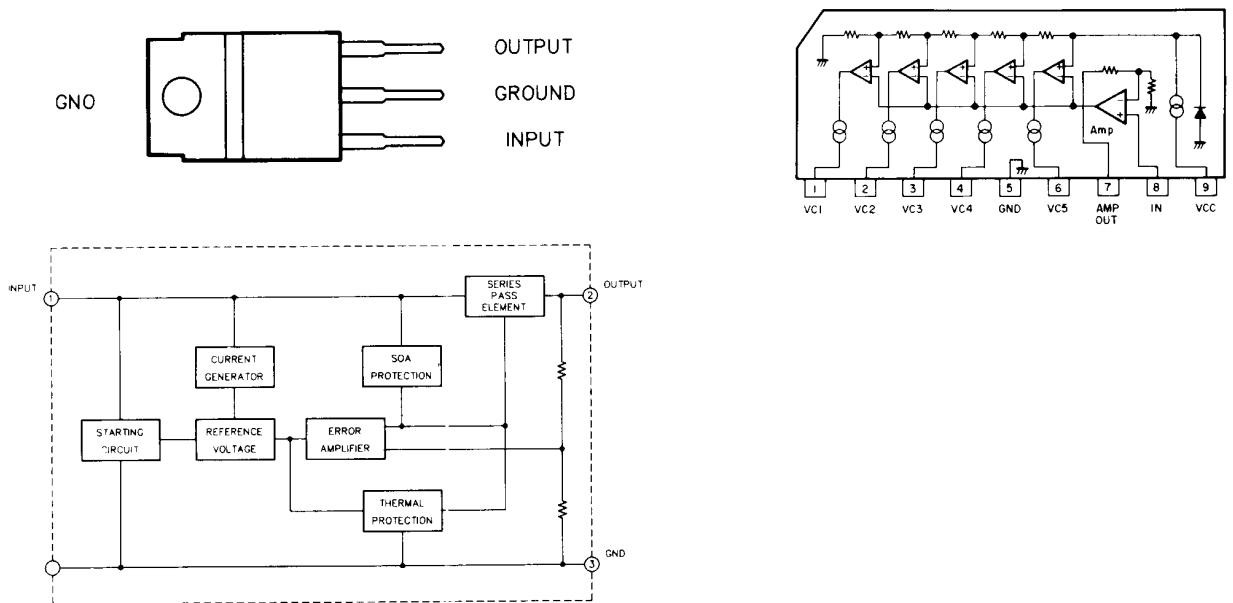 GNO
OUTPUT
GROUND
INPUT
Amp
1 2 3 4 5 6 7 8 9
VC1 VC2 VC3 VC4 GND VC5 AMP OUT IN VCC
INPUT
1
SERIES
PASS
ELEMENT
2
OUTPUT
CURRENT
GENERATOR
SOA
PROTECTION
STARTING
CIRCUIT
REFERENCE
VOLTAGE
ERROR
AMPLIFIER
THERMAL
PROTECTION
3
GND